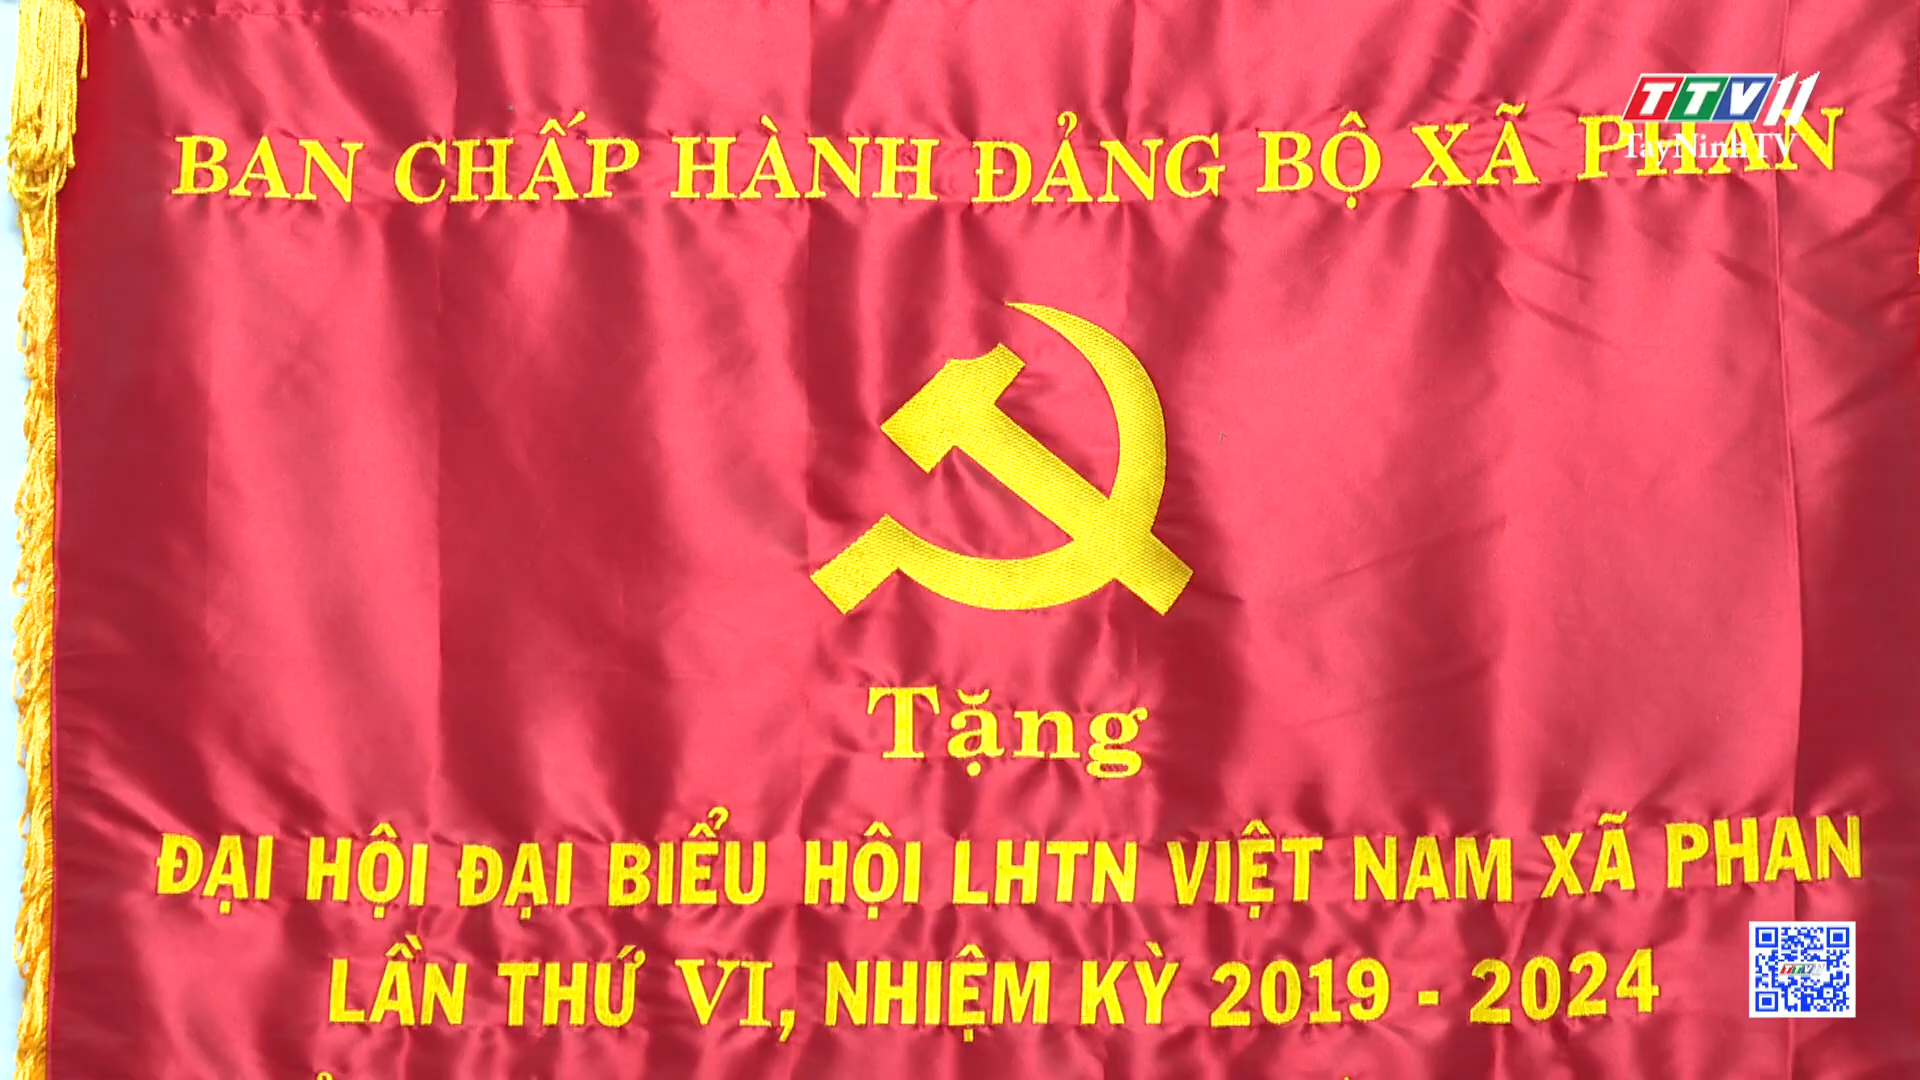 TTV11
TayNinhTV
BAN CHẤP HÀNH ĐẢNG BỘ XÃ PHAN
Tặng
ĐẠI HỘI ĐẠI BIỂU HỘI LHTN VIỆT NAM XÃ PHAN
LẦN THỨ VI, NHIỆM KỲ 2019 - 2024